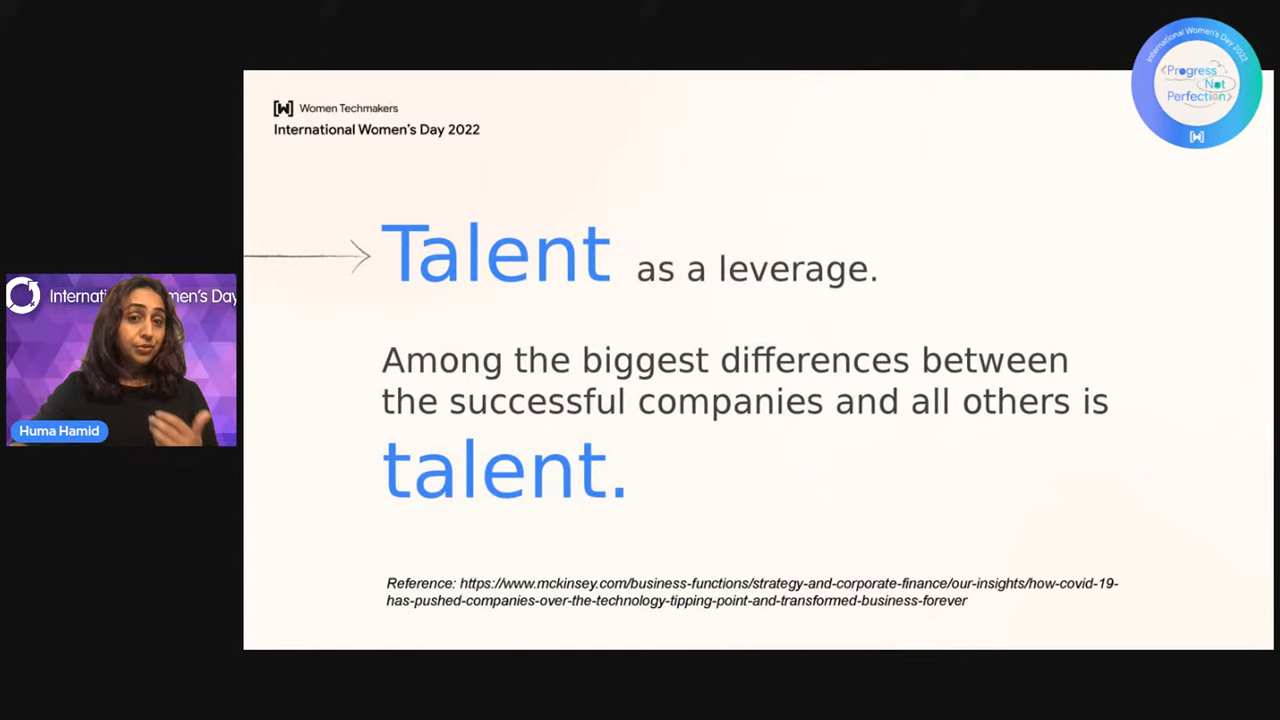 International Women's Day 2022
<Progress
Not
Perfection>
[W]
[W] Women Techmakers
International Women's Day 2022
Talent as a leverage.
Among the biggest differences between
the successful companies and all others is
talent.
Reference: https://www.mckinsey.com/business-functions/strategy-and-corporate-finance/our-insights/how-covid-19-
has-pushed-companies-over-the-technology-tipping-point-and-transformed-business-forever
Internati men's Day
Huma Hamid